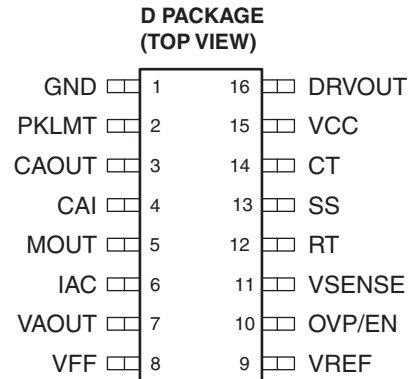 D PACKAGE
(TOP VIEW)
GND 1 16 DRVOUT
PKLMT 2 15 VCC
CAOUT 3 14 CT
CAI 4 13 SS
MOUT 5 12 RT
IAC 6 11 VSENSE
VAOUT 7 10 OVP/EN
VFF 8 9 VREF